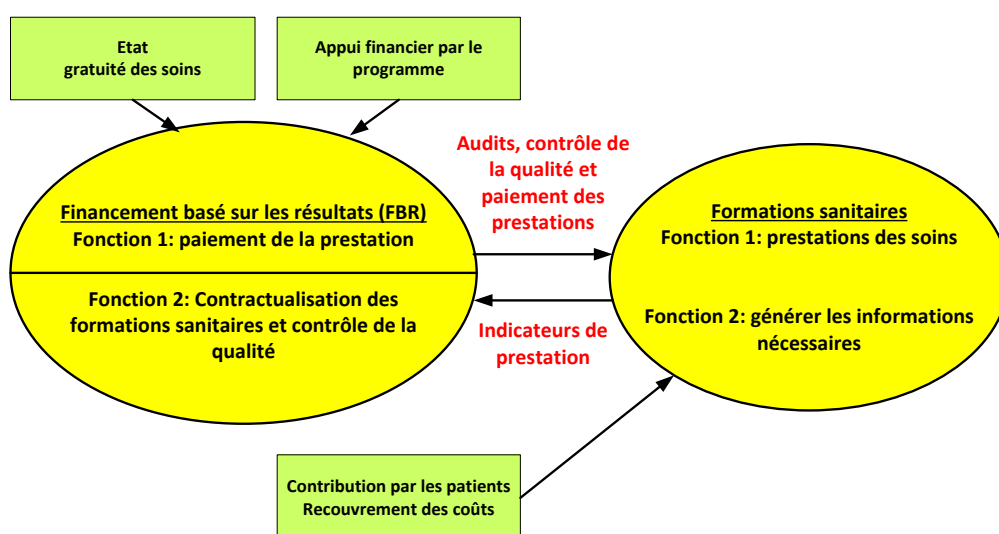 Etat
gratuité des soins
Appui financier par le
programme
Audits, contrôle de
la qualité et
paiement des
prestations
Financement basé sur les résultats (FBR)
Fonction 1: paiement de la prestation
Fonction 2: Contractualisation des
formations sanitaires et contrôle de la
qualité
Formations sanitaires
Fonction 1: prestations des soins
Fonction 2: générer les informations
nécessaires
Indicateurs de
prestation
Contribution par les patients
Recouvrement des coûts